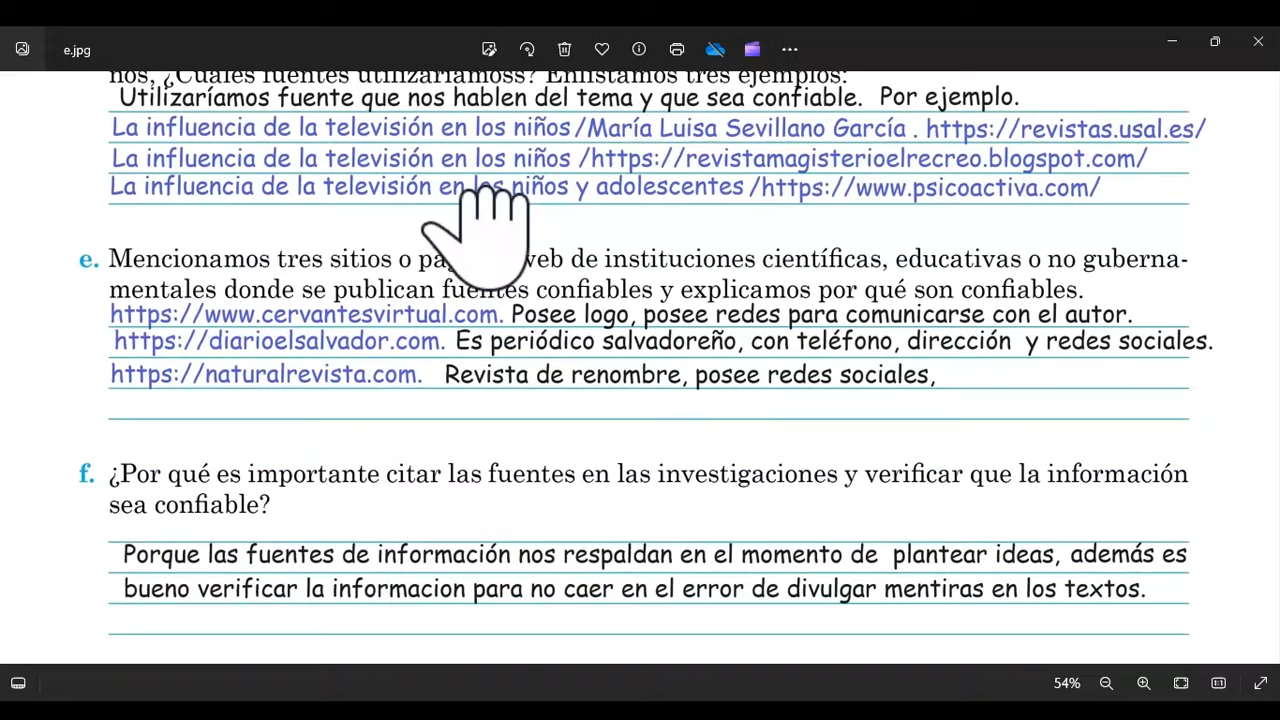 e.jpg
nos, ¿Cuáles fuentes utilizaríamoss? Enlistamos tres ejemplos:
Utilizaríamos fuente que nos hablen del tema y que sea confiable. Por ejemplo.
La influencia de la televisión en los niños/María Luisa Sevillano García . https://revistas.usal.es/
La influencia de la televisión en los niños /https://revistamagisterioelrecreo.blogspot.com/
La influencia de la televisión en los niños y adolescentes /https://www.psicoactiva.com/
e. Mencionamos tres sitios o web de instituciones científicas, educativas o no guberna-
mentales donde se publican fuentes confiables y explicamos por qué son confiables.
https://www.cervantesvirtual.com. Posee logo, posee redes para comunicarse con el autor.
https://diarioelsalvador.com. Es periódico salvadoreño, con teléfono, dirección y redes sociales.
https://naturalrevista.com. Revista de renombre, posee redes sociales,
f. ¿Por qué es importante citar las fuentes en las investigaciones y verificar que la información
sea confiable?
Porque las fuentes de información nos respaldan en el momento de plantear ideas, además es
bueno verificar la informacion para no caer en el error de divulgar mentiras en los textos.
54%